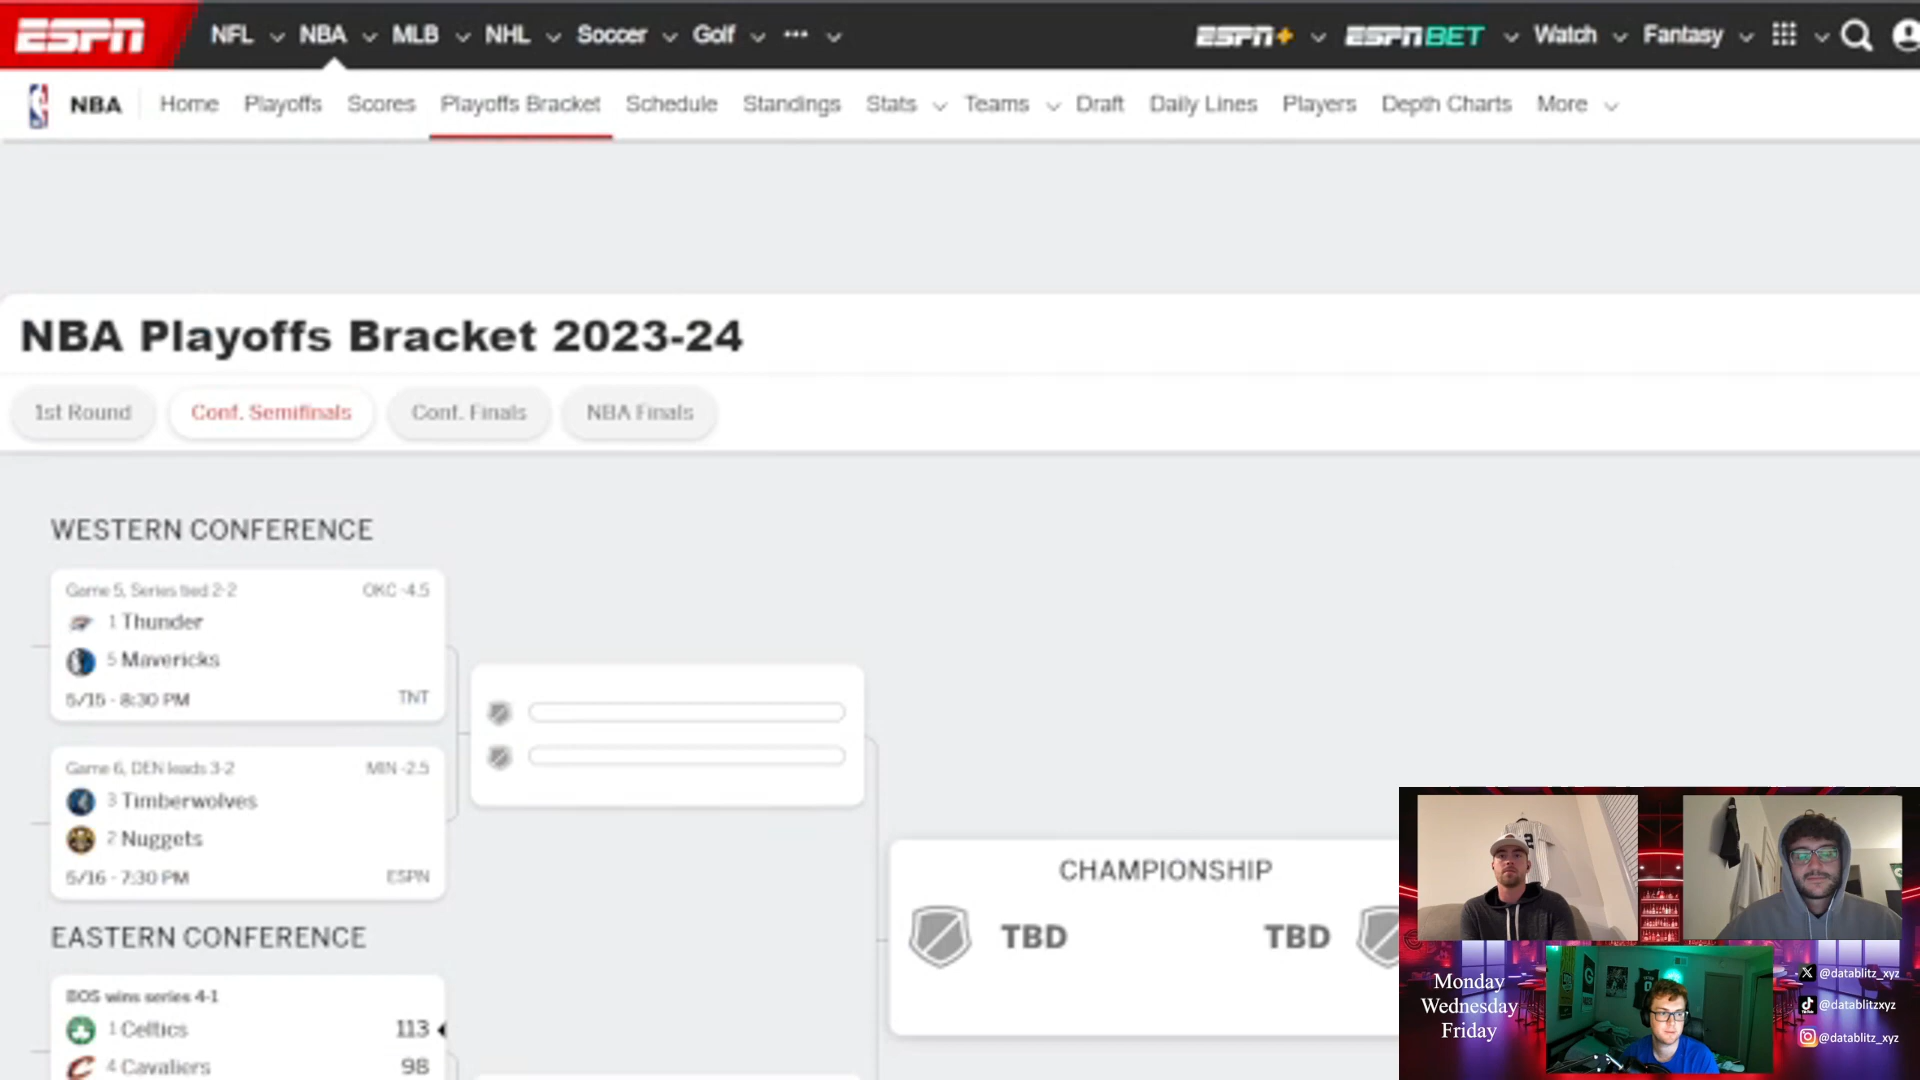 ESPN NFL NBA MLB NHL Soccer Golf ••• ESPN+ ESPN BET Watch Fantasy
NBA Home Playoffs Scores Playoffs Bracket Schedule Standings Stats Teams Draft Daily Lines Players Depth Charts More
NBA Playoffs Bracket 2023-24
1st Round Conf. Semifinals Conf. Finals NBA Finals
WESTERN CONFERENCE
Game 5, Series tied 2-2 OKC -4.5
1 Thunder
5 Mavericks
5/15 - 8:30 PM TNT
Game 6, DEN leads 3-2 MIN -2.5
3 Timberwolves
2 Nuggets
5/16 - 7:30 PM ESPN
EASTERN CONFERENCE
BOS wins series 4-1
1 Celtics 113
4 Cavaliers 98
CHAMPIONSHIP
TBD TBD
Monday
Wednesday
Friday
@datablitz_xyz
@datablitzxyz
@datablitz_xyz